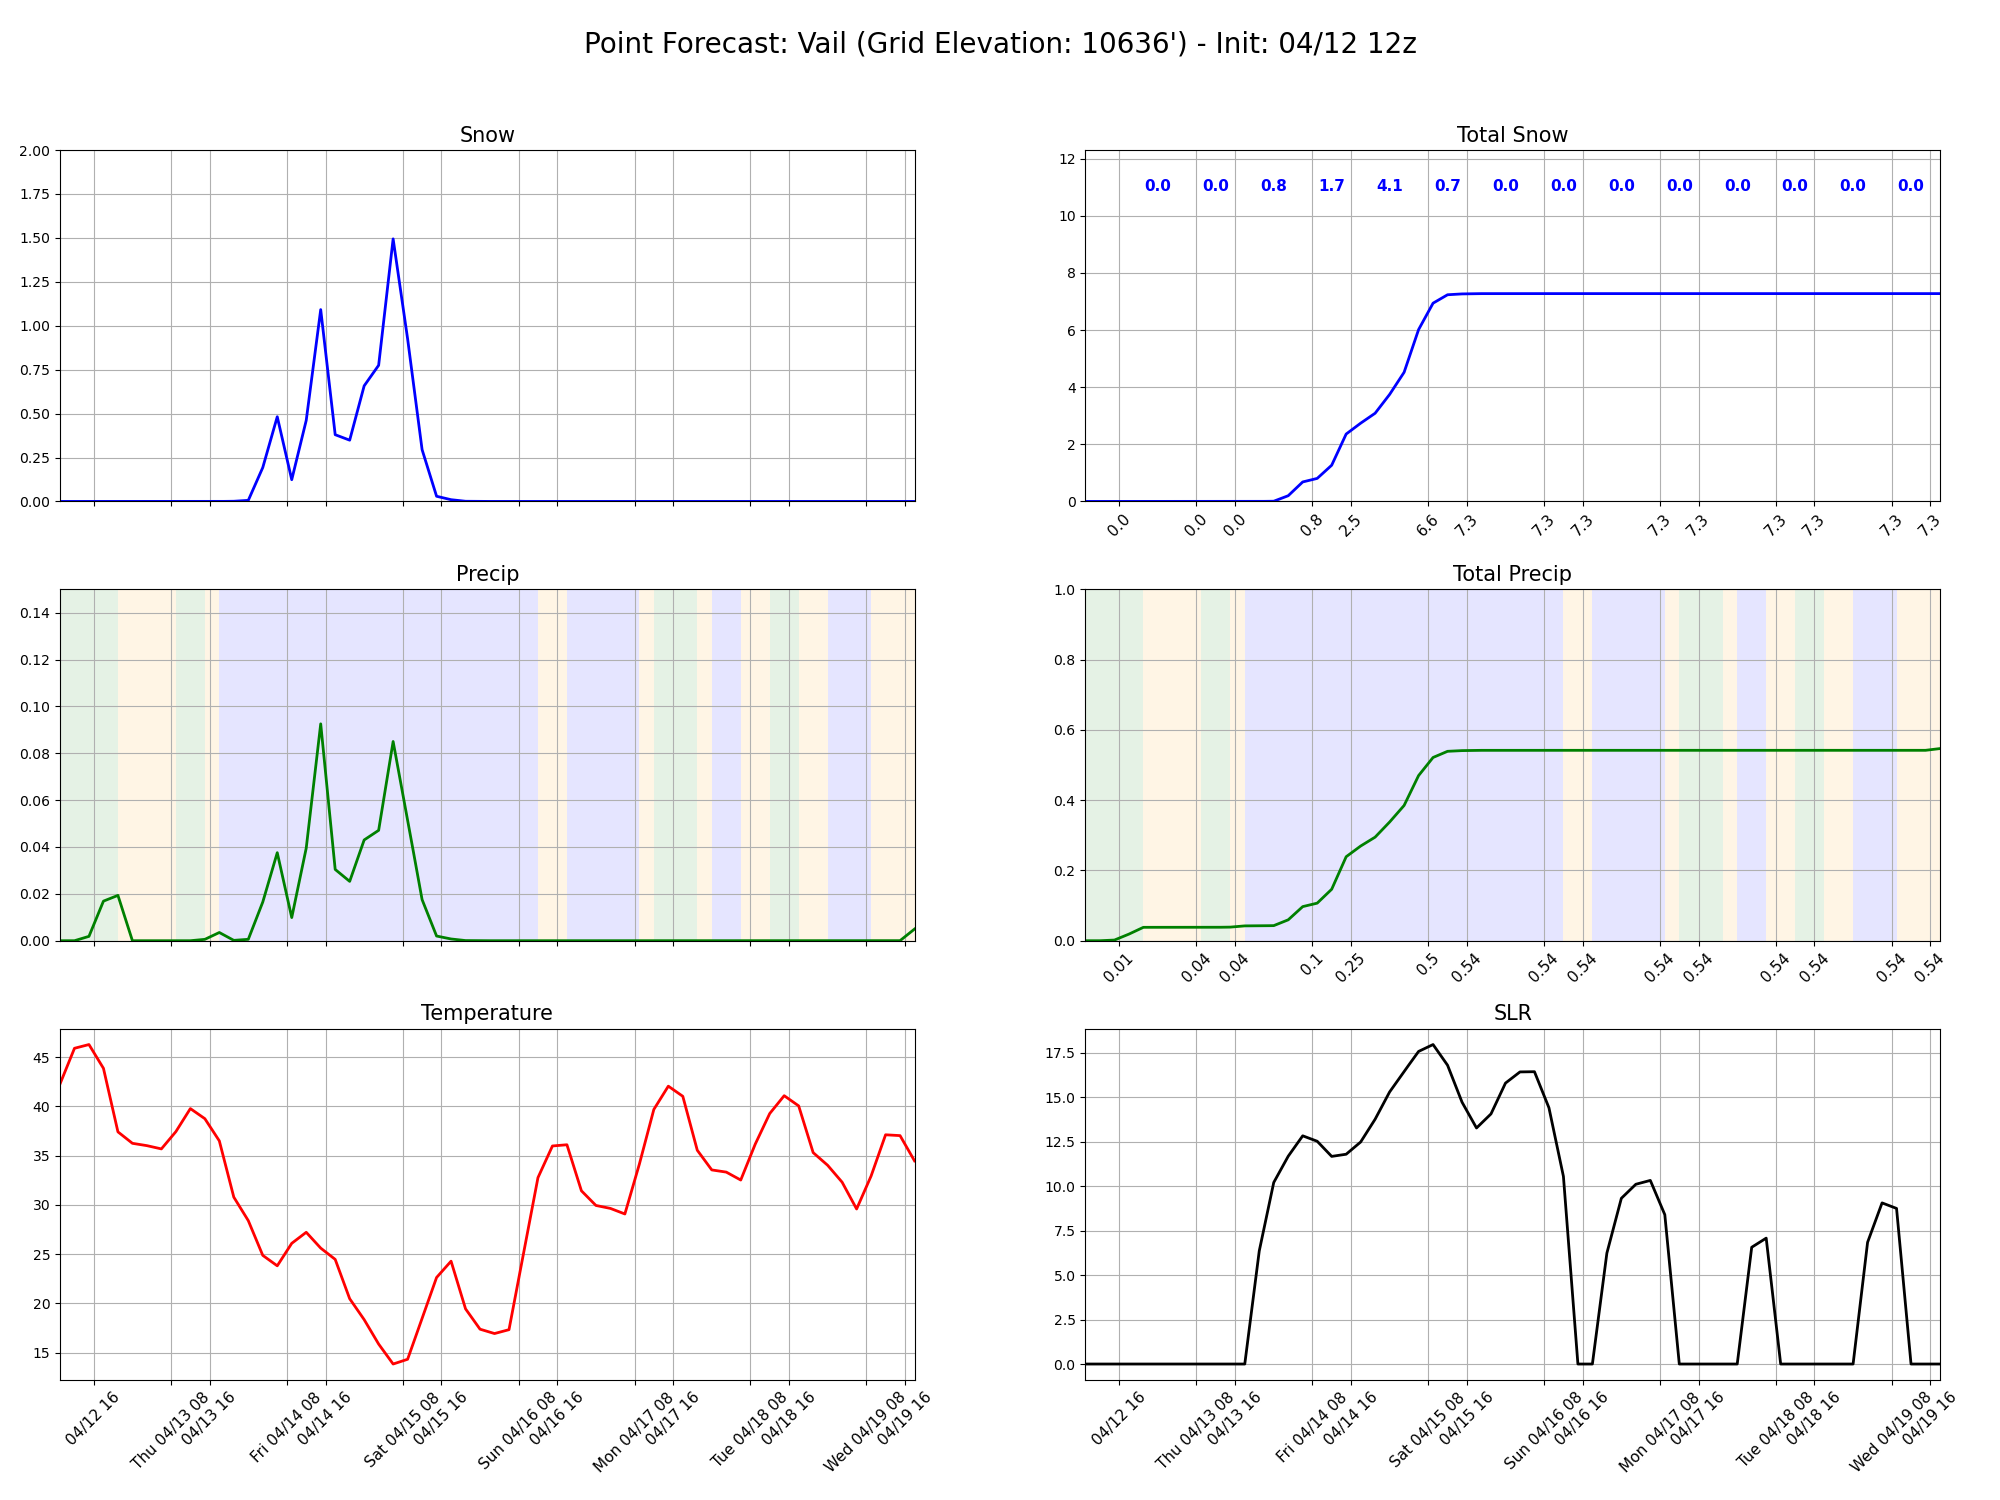 Point Forecast: Vail (Grid Elevation: 10636') - Init: 04/12 12z
Snow
2.00
1.75
1.50
1.25
1.00
0.75
0.50
0.25
0.00
Total Snow
12
10
8
6
4
2
0
0.0 0.0 0.8 1.7 4.1 0.7 0.0 0.0 0.0 0.0 0.0 0.0 0.0 0.0
0.0 0.0 0.0 0.8 2.5 6.6 7.3 7.3 7.3 7.3 7.3 7.3 7.3 7.3 7.3
Precip
0.14
0.12
0.10
0.08
0.06
0.04
0.02
0.00
Total Precip
1.0
0.8
0.6
0.4
0.2
0.0
0.01 0.04 0.04 0.1 0.25 0.5 0.54 0.54 0.54 0.54 0.54 0.54 0.54 0.54 0.54
Temperature
45
40
35
30
25
20
15
04/12 16
Thu 04/13 08
04/13 16
Fri 04/14 08
04/14 16
Sat 04/15 08
04/15 16
Sun 04/16 08
04/16 16
Mon 04/17 08
04/17 16
Tue 04/18 08
04/18 16
Wed 04/19 08
04/19 16
SLR
17.5
15.0
12.5
10.0
7.5
5.0
2.5
0.0
04/12 16
Thu 04/13 08
04/13 16
Fri 04/14 08
04/14 16
Sat 04/15 08
04/15 16
Sun 04/16 08
04/16 16
Mon 04/17 08
04/17 16
Tue 04/18 08
04/18 16
Wed 04/19 08
04/19 16